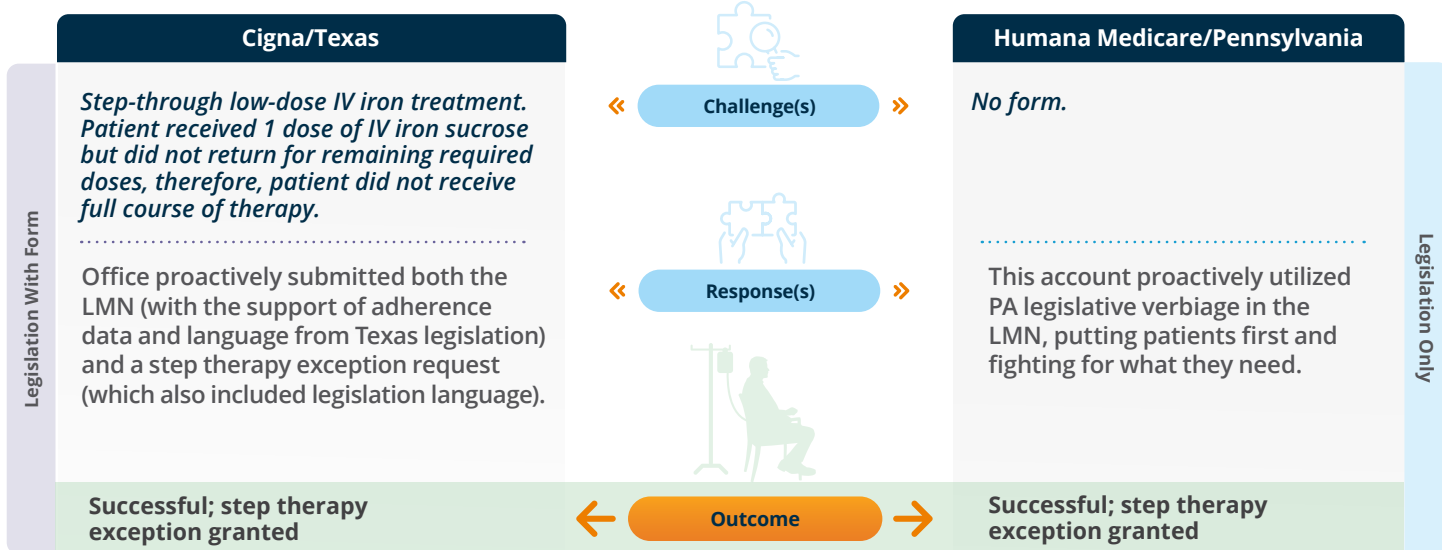 Cigna/Texas
Legislation With Form
Step-through low-dose IV iron treatment.
Patient received 1 dose of IV iron sucrose
but did not return for remaining required
doses, therefore, patient did not receive
full course of therapy.
Office proactively submitted both the
LMN (with the support of adherence
data and language from Texas legislation)
and a step therapy exception request
(which also included legislation language).
Successful; step therapy
exception granted
Challenge(s)
Response(s)
Outcome
Humana Medicare/Pennsylvania
No form.
This account proactively utilized
PA legislative verbiage in the
LMN, putting patients first and
fighting for what they need.
Successful; step therapy
exception granted
Legislation Only